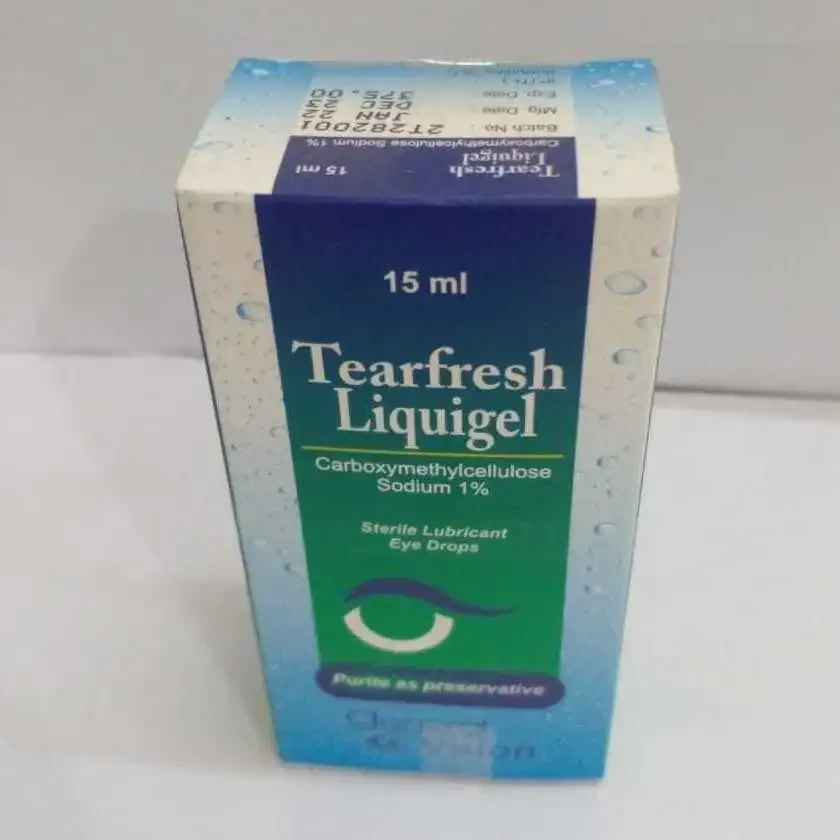 Tearfresh
Liquigel
15 ml
Carboxymethylcellulose Sodium 1%
Batch No : 2T282001
Mfg. Date : JAN 22
Exp. Date : DEC 23
375.00
15 ml
Tearfresh
Liquigel
Carboxymethylcellulose
Sodium 1%
Sterile Lubricant
Eye Drops
Purite as preservative